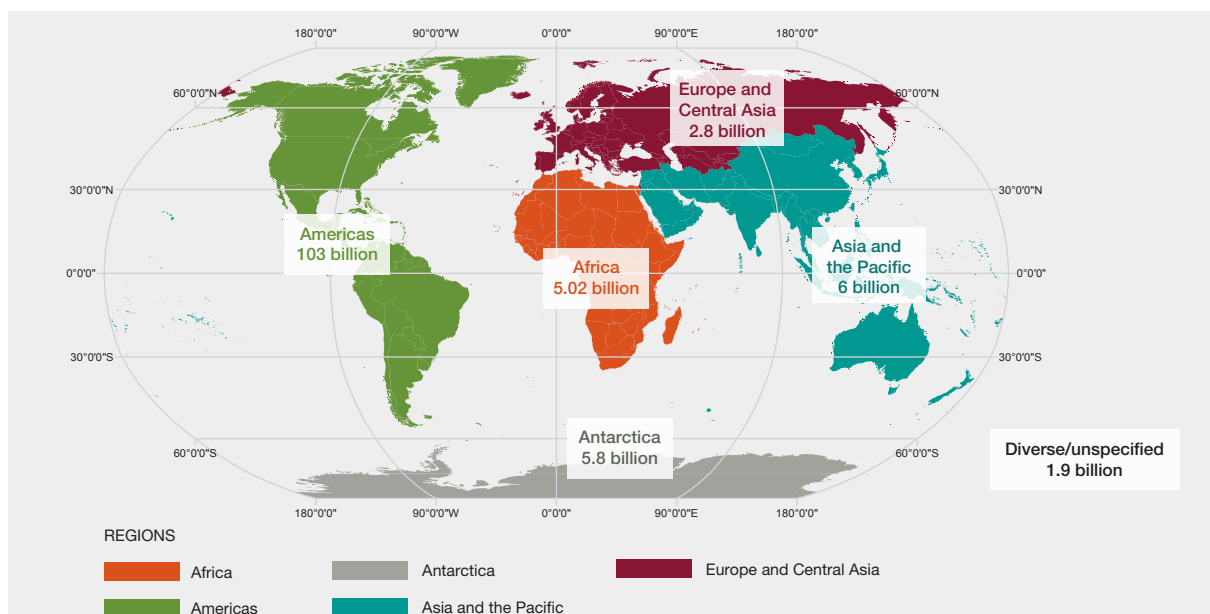 180°0'0"
90°0'0"W
0°0'0"
90°0'0"E
180°0'0"
60°0'0"N
60°0'0"N
Europe and
Central Asia
2.8 billion
30°0'0"N
30°0'0"N
Americas
103 billion
Africa
5.02 billion
Asia and
the Pacific
6 billion
0°0'0"
0°0'0"
30°0'0"S
30°0'0"S
Antarctica
5.8 billion
60°0'0"S
60°0'0"S
Diverse/unspecified
1.9 billion
180°0'0"
90°0'0"W
0°0'0"
90°0'0"E
180°0'0"
REGIONS
Africa
Antarctica
Europe and Central Asia
Americas
Asia and the Pacific